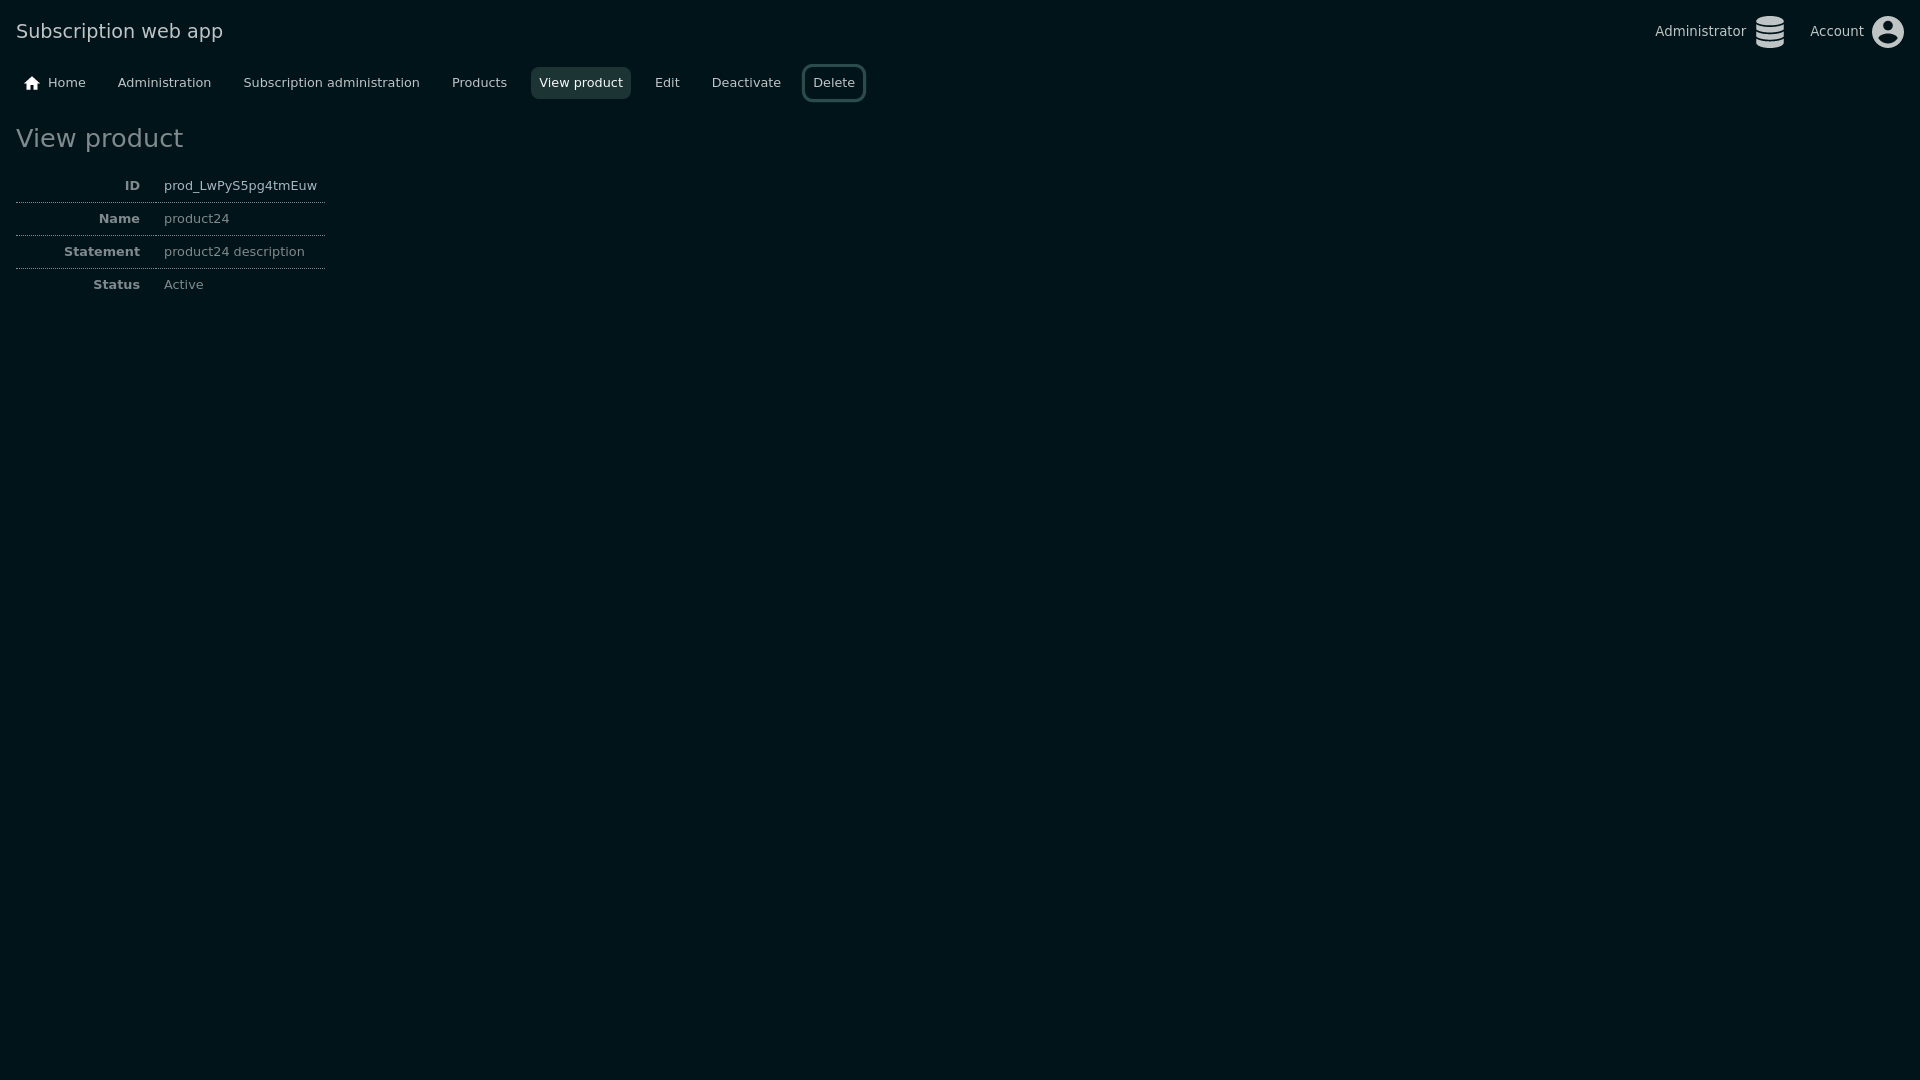 Subscription web app
Administrator
Account
Home
Administration
Subscription administration
Products
View product
Edit
Deactivate
Delete
View product
ID prod_LwPyS5pg4tmEuw
Name product24
Statement product24 description
Status Active